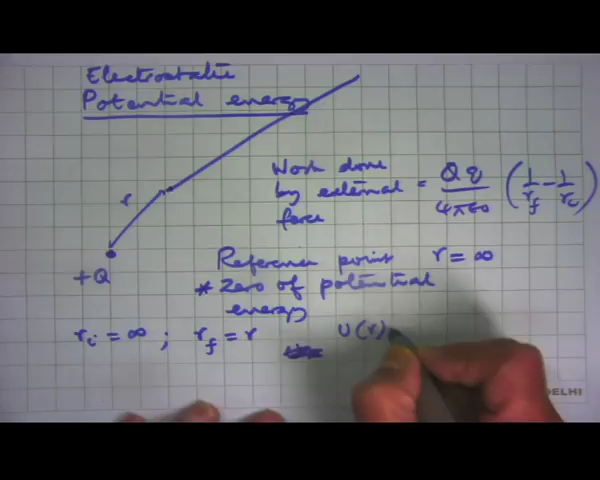 Electrostatic
Potential energy
Work done
by external = Qq/4πϵ₀ (1/r_f − 1/r_i)
force
r
+Q
Reference point r = ∞
* Zero of potential
energy
r_i = ∞ ; r_f = r U(r)
DELHI